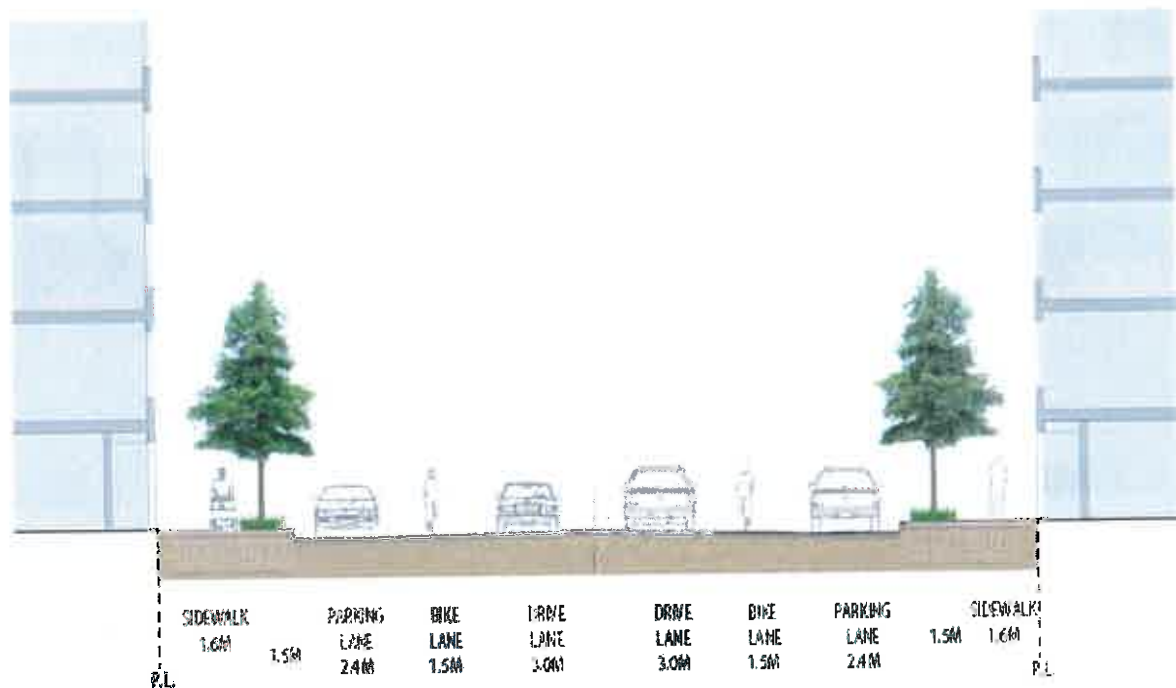 SIDEWALK
1.6M
1.5M
PARKING
LANE
2.4M
BIKE
LANE
1.5M
DRIVE
LANE
3.0M
DRIVE
LANE
3.0M
BIKE
LANE
1.5M
PARKING
LANE
2.4M
1.5M
SIDEWALK
1.6M
P.L.
P.L.